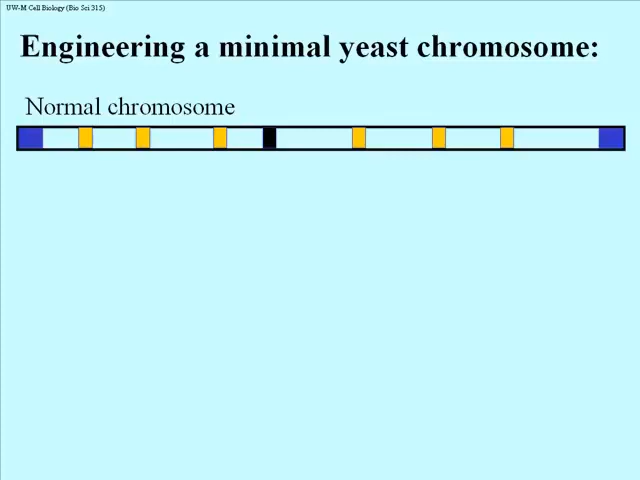 UW-M Cell Biology (Bio Sci 315)
Engineering a minimal yeast chromosome:
Normal chromosome